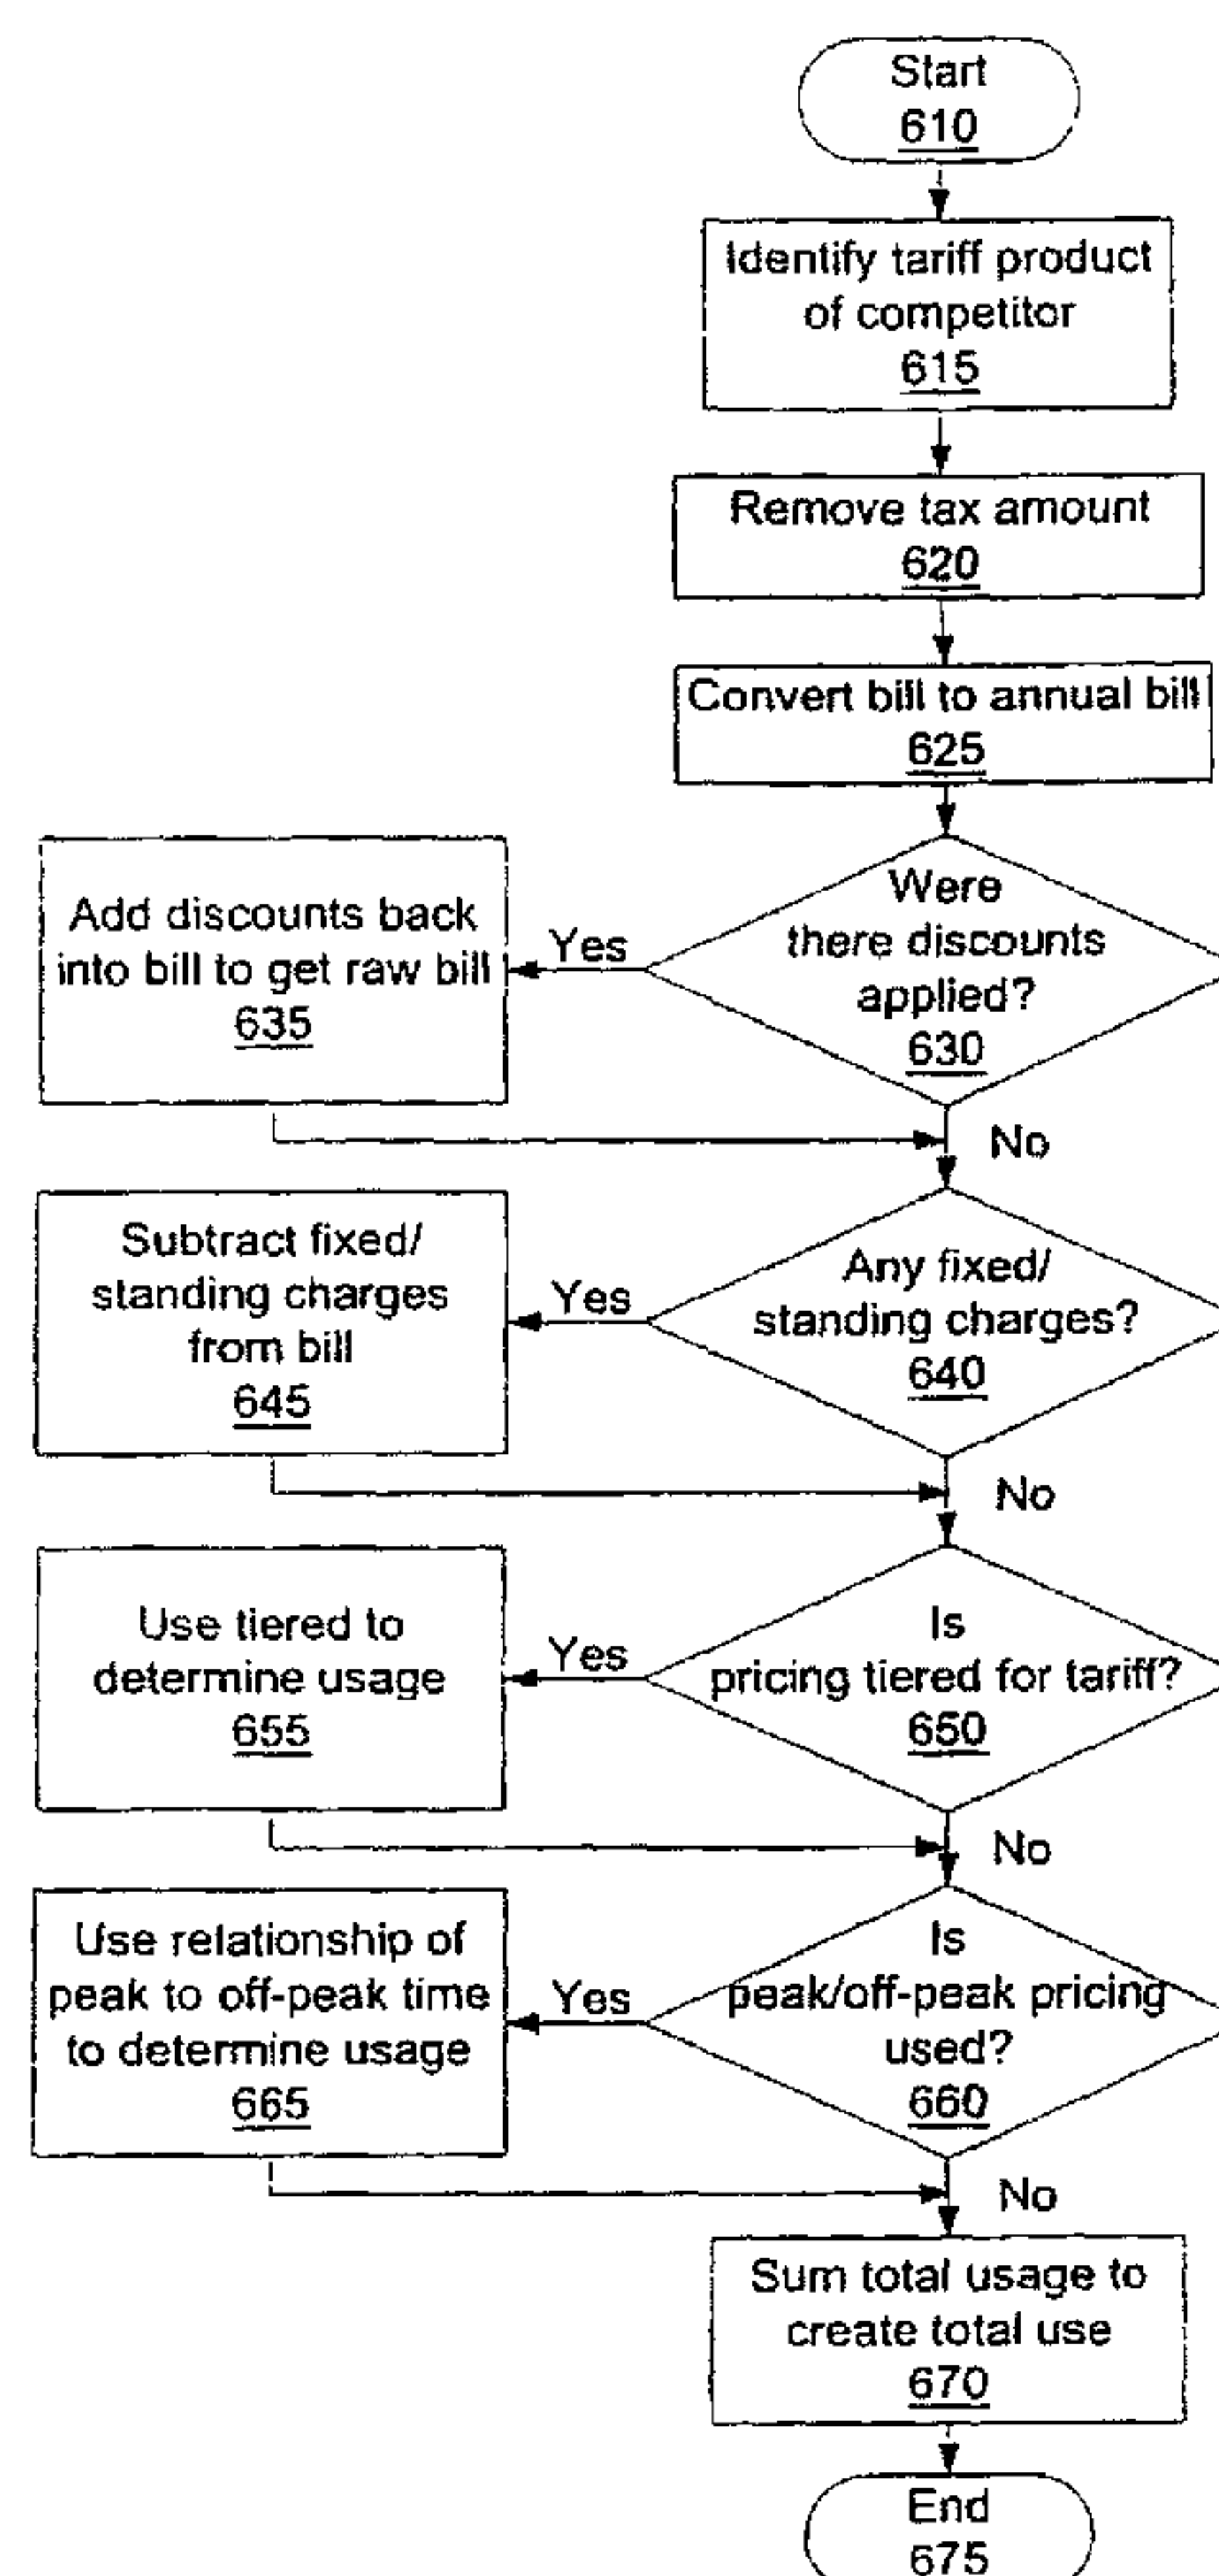 Start
610
Identify tariff product
of competitor
615
Remove tax amount
620
Convert bill to annual bill
625
Were
there discounts
applied?
630
Yes
Add discounts back
into bill to get raw bill
635
No
Any fixed/
standing charges?
640
Yes
Subtract fixed/
standing charges
from bill
645
No
Is
pricing tiered for tariff?
650
Yes
Use tiered to
determine usage
655
No
Is
peak/off-peak pricing
used?
660
Yes
Use relationship of
peak to off-peak time
to determine usage
665
No
Sum total usage to
create total use
670
End
675